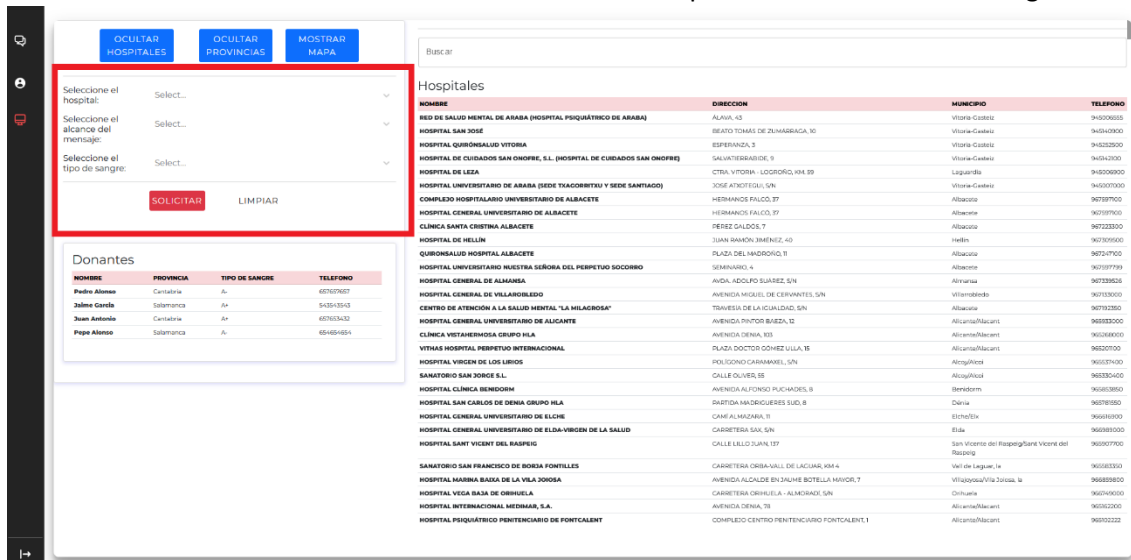 OCULTAR HOSPITALES
OCULTAR PROVINCIAS
MOSTRAR MAPA
Seleccione el hospital:
Select...
Seleccione el alcance del mensaje:
Select...
Seleccione el tipo de sangre:
Select...
SOLICITAR
LIMPIAR
Donantes
NOMBRE PROVINCIA TIPO DE SANGRE TELEFONO
Pedro Alonso Cantabria A- 657657657
Jaime García Salamanca A+ 543543543
Juan Antonio Cantabria A+ 657653432
Pepe Alonso Salamanca A- 654654654
Buscar
Hospitales
NOMBRE DIRECCION MUNICIPIO TELEFONO
RED DE SALUD MENTAL DE ARABA (HOSPITAL PSIQUIÁTRICO DE ARABA) ÁLAVA, 43 Vitoria-Gasteiz 945006555
HOSPITAL SAN JOSÉ BEATO TOMÁS DE ZUMÁRRAGA, 10 Vitoria-Gasteiz 945140900
HOSPITAL QUIRÓNSALUD VITORIA ESPERANZA, 3 Vitoria-Gasteiz 945252500
HOSPITAL DE CUIDADOS SAN ONOFRE, S.L. (HOSPITAL DE CUIDADOS SAN ONOFRE) SALVATIERRABIDE, 9 Vitoria-Gasteiz 945142100
HOSPITAL DE LEZA CTRA. VITORIA - LOGROÑO, KM. 59 Laguardia 945006900
HOSPITAL UNIVERSITARIO DE ARABA (SEDE TXAGORRITXU Y SEDE SANTIAGO) JOSÉ ATXOTEGUI, S/N Vitoria-Gasteiz 945007000
COMPLEJO HOSPITALARIO UNIVERSITARIO DE ALBACETE HERMANOS FALCÓ, 37 Albacete 967597100
HOSPITAL GENERAL UNIVERSITARIO DE ALBACETE HERMANOS FALCÓ, 37 Albacete 967597100
CLÍNICA SANTA CRISTINA ALBACETE PÉREZ GALDÓS, 7 Albacete 967223300
HOSPITAL DE HELLÍN JUAN RAMÓN JIMÉNEZ, 40 Hellín 967309500
QUIRONSALUD HOSPITAL ALBACETE PLAZA DEL MADROÑO, 11 Albacete 967247100
HOSPITAL UNIVERSITARIO NUESTRA SEÑORA DEL PERPETUO SOCORRO SEMINARIO, 4 Albacete 967597799
HOSPITAL GENERAL DE ALMANSA AVDA. ADOLFO SUÁREZ, S/N Almansa 967339526
HOSPITAL GENERAL DE VILLAROBLEDO AVENIDA MIGUEL DE CERVANTES, S/N Villarrobledo 967133000
CENTRO DE ATENCIÓN A LA SALUD MENTAL "LA MILAGROSA" TRAVESÍA DE LA IGUALDAD, S/N Albacete 967192350
HOSPITAL GENERAL UNIVERSITARIO DE ALICANTE AVENIDA PINTOR BAEZA, 12 Alicante/Alacant 965933000
CLÍNICA VISTAHERMOSA GRUPO HLA AVENIDA DENIA, 103 Alicante/Alacant 965268000
VITHAS HOSPITAL PERPETUO INTERNACIONAL PLAZA DOCTOR GÓMEZ ULLA, 15 Alicante/Alacant 965201100
HOSPITAL VIRGEN DE LOS LIRIOS POLÍGONO CARAMANXEL, S/N Alcoy/Alcoi 965537400
SANATORIO SAN JORGE S.L. CALLE OLIVER, 55 Alcoy/Alcoi 965330400
HOSPITAL CLÍNICA BENIDORM AVENIDA ALFONSO PUCHADES, 8 Benidorm 965853850
HOSPITAL SAN CARLOS DE DENIA GRUPO HLA PARTIDA MADRIGUERES SUD, 8 Dénia 965781550
HOSPITAL GENERAL UNIVERSITARIO DE ELCHE CAMÍ ALMAZARA, 11 Elche/Elx 966616900
HOSPITAL GENERAL UNIVERSITARIO DE ELDA-VIRGEN DE LA SALUD CARRETERA SAX, S/N Elda 966989000
HOSPITAL SANT VICENT DEL RASPEIG CALLE LILLO JUAN, 137 San Vicente del Raspeig/Sant Vicent del Raspeig 965907700
SANATORIO SAN FRANCISCO DE BORJA FONTILLES CARRETERA ORBA-VALL DE LAGUAR, KM 4 Vall de Laguar, la 965583350
HOSPITAL MARINA BAIXA DE LA VILA JOIOSA AVENIDA ALCALDE EN JAUME BOTELLA MAYOR, 7 Villajoyosa/Vila Joiosa, la 966859800
HOSPITAL VEGA BAJA DE ORIHUELA CARRETERA ORIHUELA - ALMORADÍ, S/N Orihuela 966749000
HOSPITAL INTERNACIONAL MEDIMAR, S.A. AVENIDA DENIA, 78 Alicante/Alacant 965162200
HOSPITAL PSIQUIÁTRICO PENITENCIARIO DE FONTCALENT COMPLEJO CENTRO PENITENCIARIO FONTCALENT, 1 Alicante/Alacant 965102222